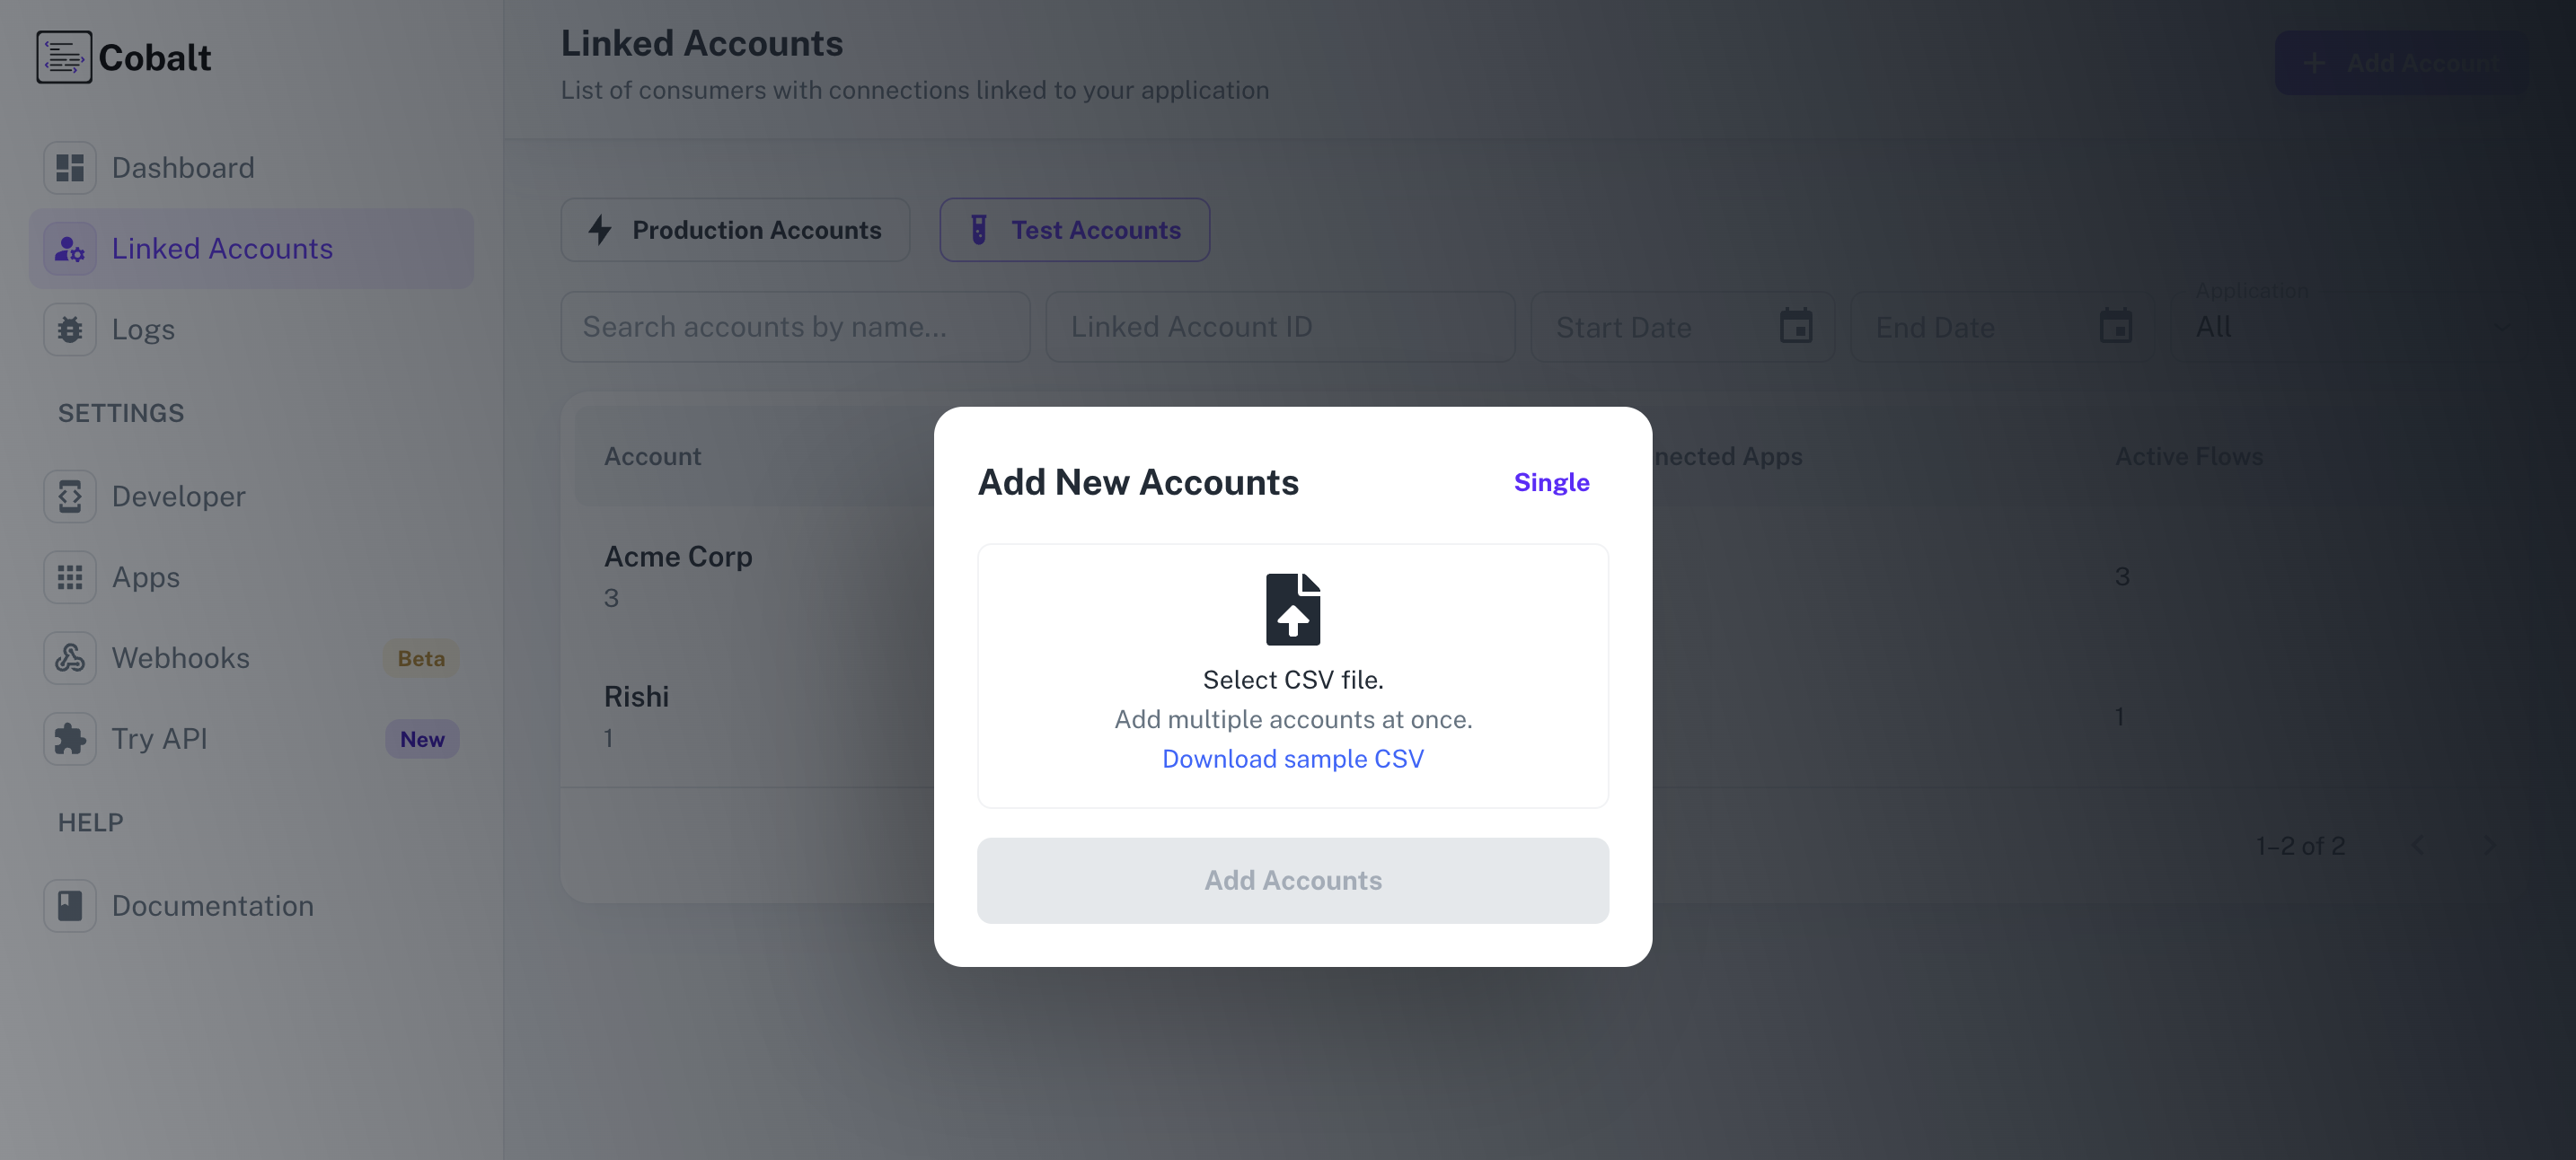 Cobalt
Dashboard
Linked Accounts
Logs
SETTINGS
Developer
Apps
Webhooks Beta
Try API New
HELP
Documentation
Linked Accounts
List of consumers with connections linked to your application
Add Account
Production Accounts Test Accounts
Search accounts by name... Linked Account ID Start Date End Date Application
All
Account nected Apps Active Flows
Acme Corp
3
3
Rishi
1
1
1–2 of 2
Add New Accounts Single
Select CSV file.
Add multiple accounts at once.
Download sample CSV
Add Accounts